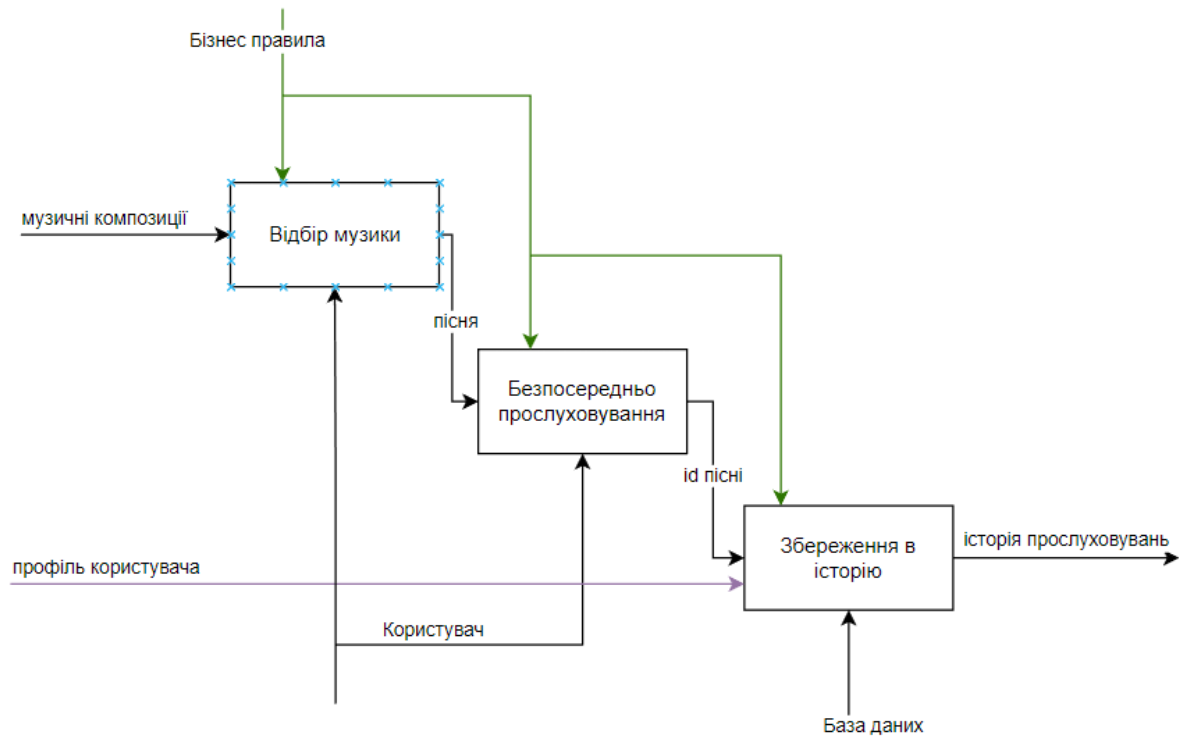 Бізнес правила
музичні композиції
Відбір музики
пісня
Безпосередньо
прослуховування
id пісні
Збереження в
історію
історія прослуховувань
профіль користувача
Користувач
База даних